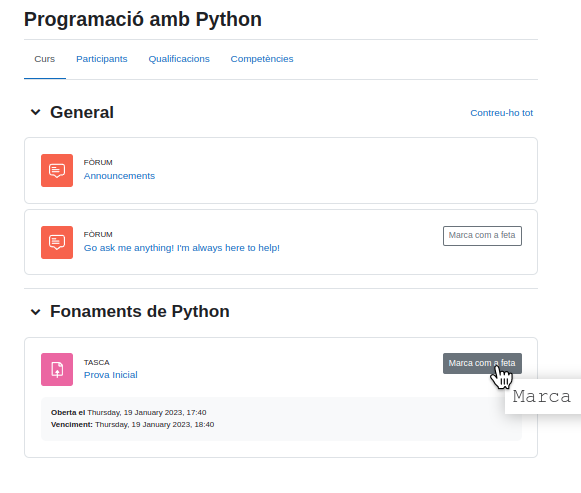 Programació amb Python
Curs Participants Qualificacions Competències
General Contreu-ho tot
FÒRUM
Announcements
FÒRUM
Marca com a feta
Go ask me anything! I'm always here to help!
Fonaments de Python
TASCA
Marca com a feta
Prova Inicial
Marca
Oberta el Thursday, 19 January 2023, 17:40
Venciment: Thursday, 19 January 2023, 18:40